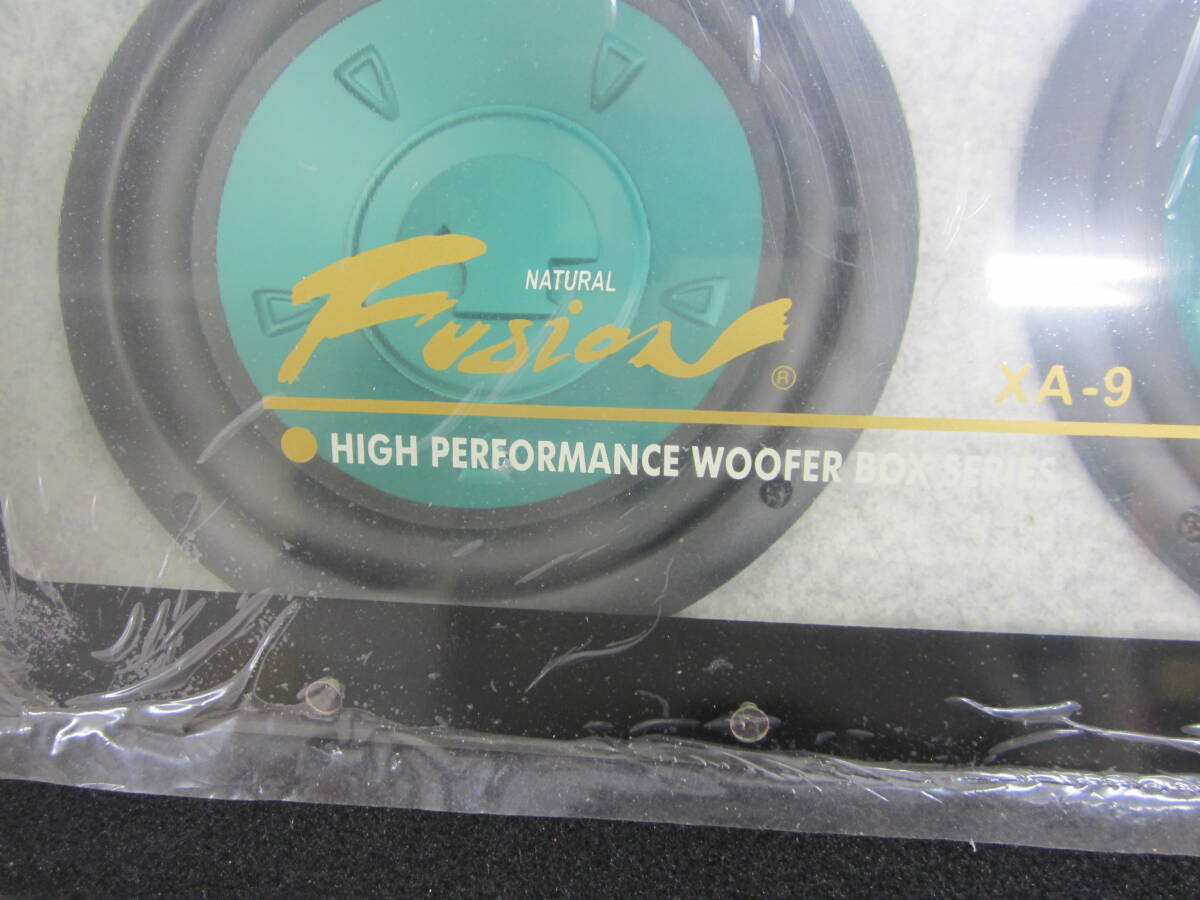 NATURAL
Fusion ®
XA-9
HIGH PERFORMANCE WOOFER BOX SERIES